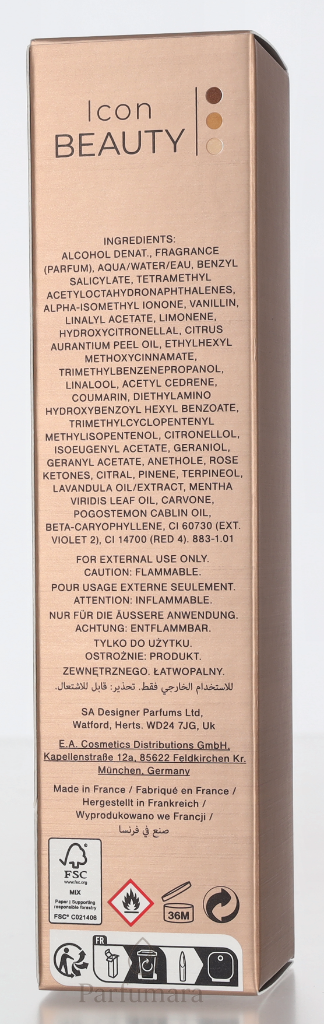 Icon
BEAUTY
INGREDIENTS:
ALCOHOL DENAT., FRAGRANCE
(PARFUM), AQUA/WATER/EAU, BENZYL
SALICYLATE, TETRAMETHYL
ACETYLOCTAHYDRONAPHTHALENES,
ALPHA-ISOMETHYL IONONE, VANILLIN,
LINALYL ACETATE, LIMONENE,
HYDROXYCITRONELLAL, CITRUS
AURANTIUM PEEL OIL, ETHYLHEXYL
METHOXYCINNAMATE,
TRIMETHYLBENZENEPROPANOL,
LINALOOL, ACETYL CEDRENE,
COUMARIN, DIETHYLAMINO
HYDROXYBENZOYL HEXYL BENZOATE,
TRIMETHYLCYCLOPENTENYL
METHYLISOPENTENOL, CITRONELLOL,
ISOEUGENYL ACETATE, GERANIOL,
GERANYL ACETATE, ANETHOLE, ROSE
KETONES, CITRAL, PINENE, TERPINEOL,
LAVANDULA OIL/EXTRACT, MENTHA
VIRIDIS LEAF OIL, CARVONE,
POGOSTEMON CABLIN OIL,
BETA-CARYOPHYLLENE, CI 60730 (EXT.
VIOLET 2), CI 14700 (RED 4). 883-1.01
FOR EXTERNAL USE ONLY.
CAUTION: FLAMMABLE.
POUR USAGE EXTERNE SEULEMENT.
ATTENTION: INFLAMMABLE.
NUR FÜR DIE ÄUSSERE ANWENDUNG.
ACHTUNG: ENTFLAMMBAR.
TYLKO DO UŻYTKU.
OSTROŻNIE: PRODUKT.
ZEWNĘTRZNEGO. ŁATWOPALNY.
للاستخدام الخارجي فقط. تحذير: قابل للاشتعال.
SA Designer Parfums Ltd,
Watford, Herts. WD24 7JG, Uk
E.A. Cosmetics Distributions GmbH,
Kapellenstraße 12a, 85622 Feldkirchen Kr.
München, Germany
Made in France / Fabriqué en France /
Hergestellt in Frankreich /
Wyprodukowano we Francji /
صنع في فرنسا
FSC
www.fsc.org
MIX
Paper | Supporting
responsible forestry
FSC® C021406
36M
FR
Parfumara